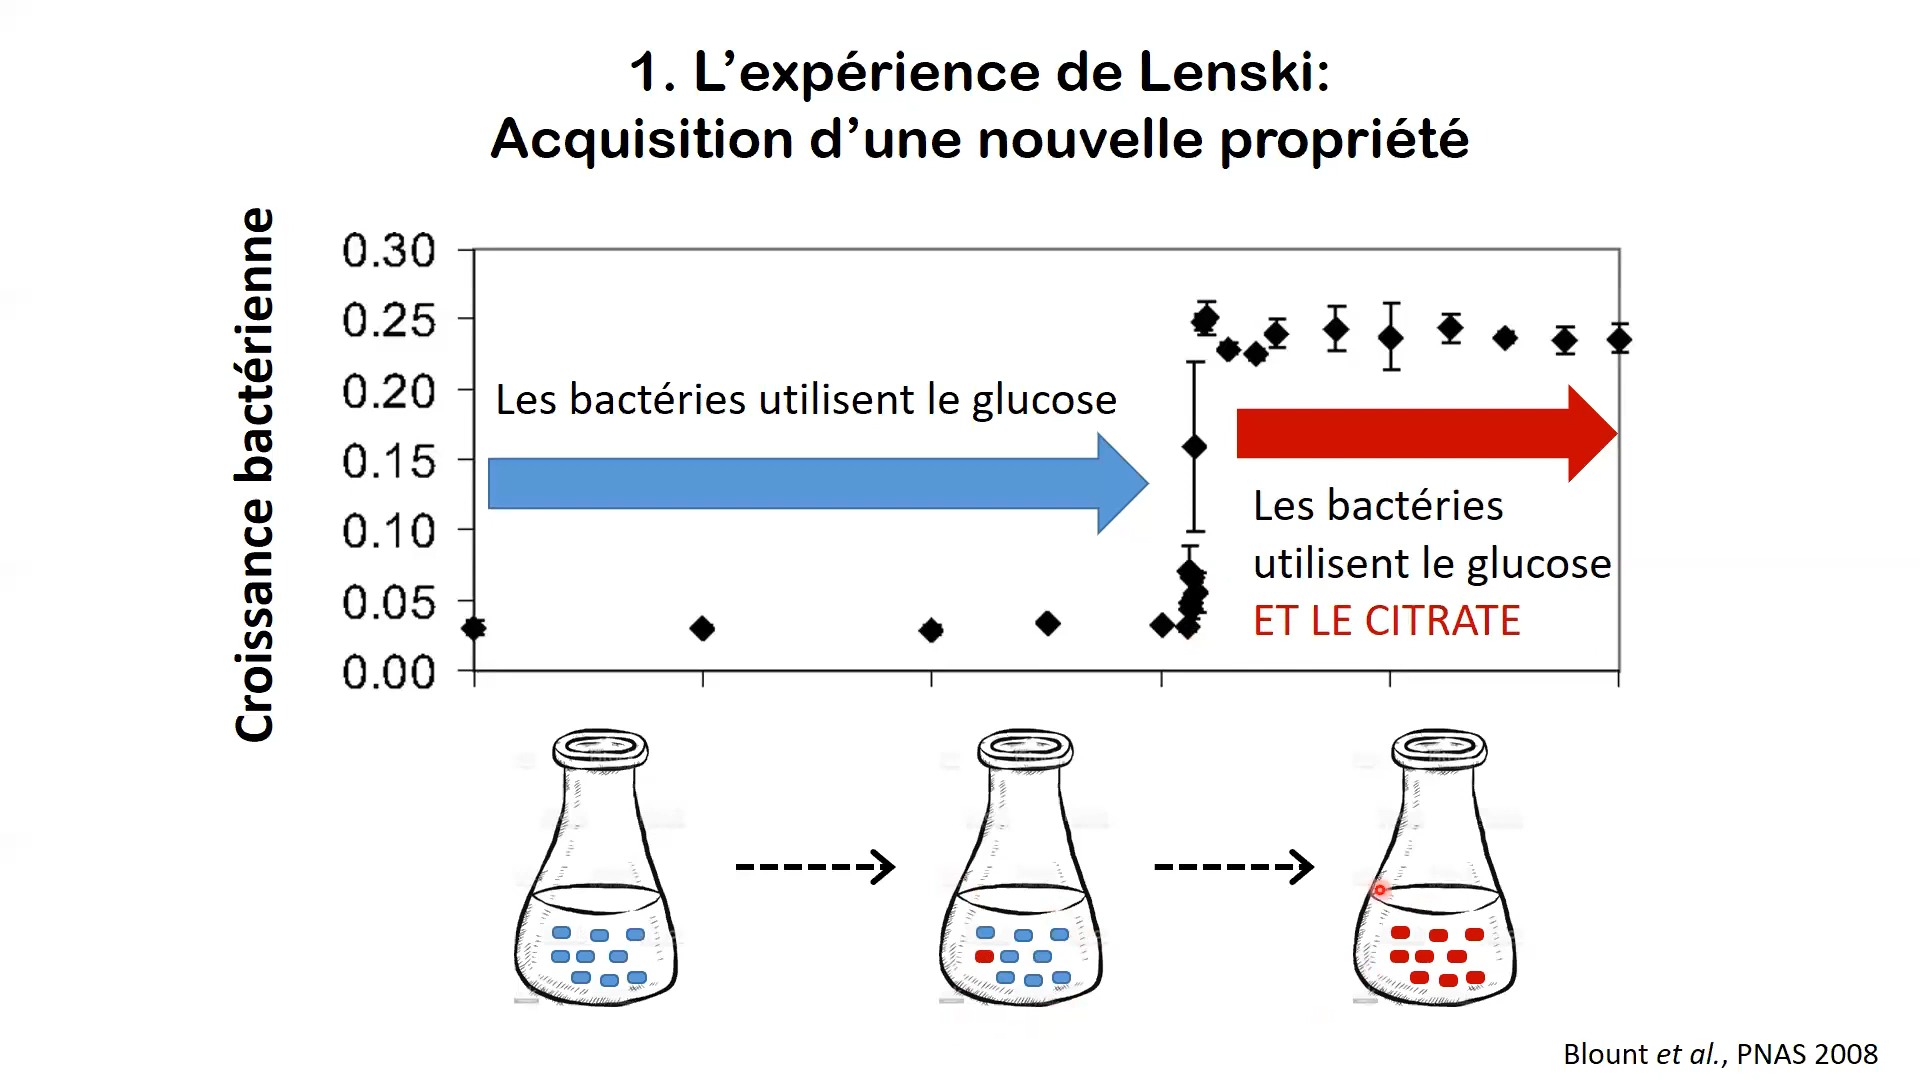 1. L’expérience de Lenski:
Acquisition d’une nouvelle propriété
Croissance bactérienne
0.30
0.25
0.20
0.15
0.10
0.05
0.00
Les bactéries utilisent le glucose
Les bactéries
utilisent le glucose
ET LE CITRATE
Blount et al., PNAS 2008